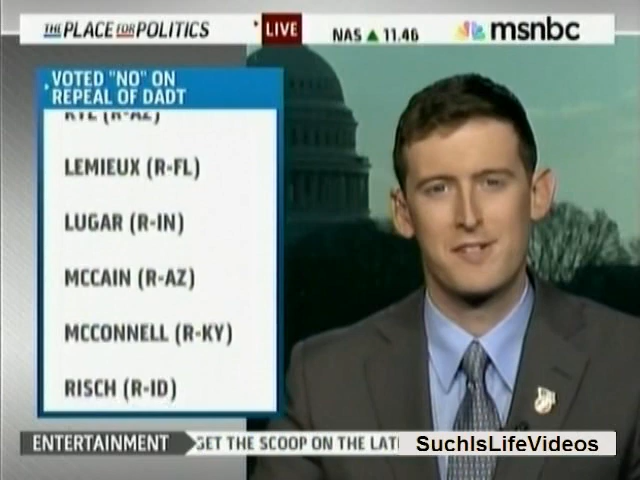 THE PLACE FOR POLITICS
LIVE
NAS ▲ 11.46
msnbc
VOTED "NO" ON
REPEAL OF DADT
LEMIEUX (R-FL)
LUGAR (R-IN)
MCCAIN (R-AZ)
MCCONNELL (R-KY)
RISCH (R-ID)
ENTERTAINMENT
GET THE SCOOP ON THE
SuchIsLifeVideos